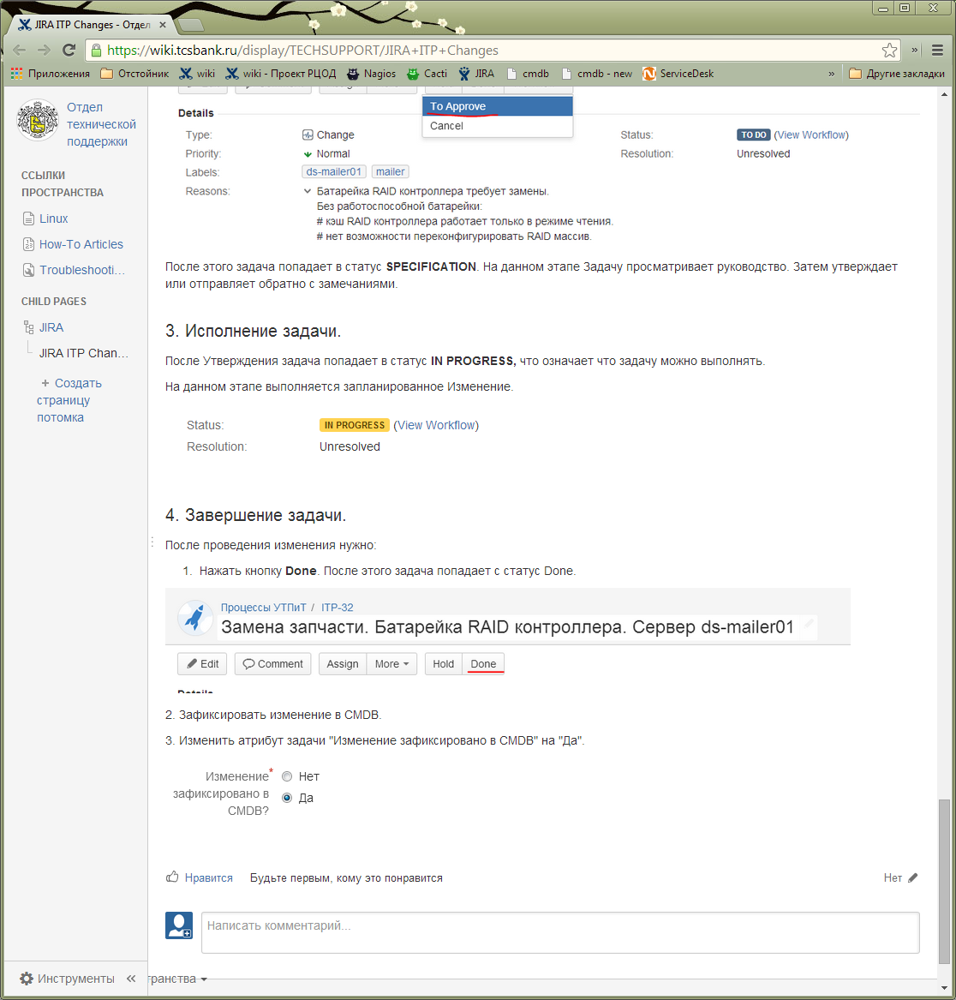 JIRA ITP Changes - Отдел
https://wiki.tcsbank.ru/display/TECHSUPPORT/JIRA+ITP+Changes
Приложения Отстойник wiki wiki - Проект РЦОД Nagios Cacti JIRA cmdb cmdb - new ServiceDesk » Другие закладки
Отдел
технической
поддержки
ССЫЛКИ
ПРОСТРАНСТВА
Linux
How-To Articles
Troubleshooti...
CHILD PAGES
JIRA
JIRA ITP Chan...
+ Создать
страницу
потомка
To Approve
Cancel
Details
Type: Change
Status: TO DO (View Workflow)
Priority: Normal
Resolution: Unresolved
Labels: ds-mailer01 mailer
Reasons: Батарейка RAID контроллера требует замены.
Без работоспособной батарейки:
# кэш RAID контроллера работает только в режиме чтения.
# нет возможности переконфигурировать RAID массив.
После этого задача попадает в статус SPECIFICATION. На данном этапе Задачу просматривает руководство. Затем утверждает
или отправляет обратно с замечаниями.
3. Исполнение задачи.
После Утверждения задача попадает в статус IN PROGRESS, что означает что задачу можно выполнять.
На данном этапе выполняется запланированное Изменение.
Status: IN PROGRESS (View Workflow)
Resolution: Unresolved
4. Завершение задачи.
После проведения изменения нужно:
1. Нажать кнопку Done. После этого задача попадает с статус Done.
Процессы УТПиТ / ITP-32
Замена запчасти. Батарейка RAID контроллера. Сервер ds-mailer01
Edit Comment Assign More Hold Done
Details
2. Зафиксировать изменение в CMDB.
3. Изменить атрибут задачи "Изменение зафиксировано в CMDB" на "Да".
Изменение* Нет
зафиксировано в Да
CMDB?
Нравится Будьте первым, кому это понравится Нет
Написать комментарий...
Инструменты « транства